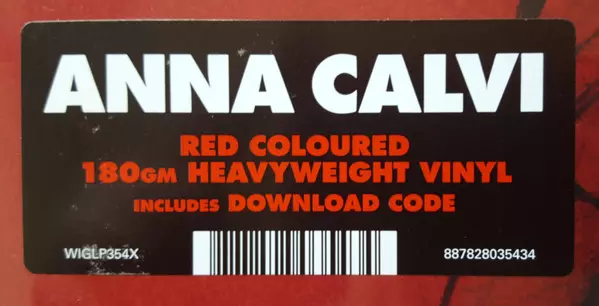 ANNA CALVI
RED COLOURED
180GM HEAVYWEIGHT VINYL
INCLUDES DOWNLOAD CODE
WIGLP354X
887828035434